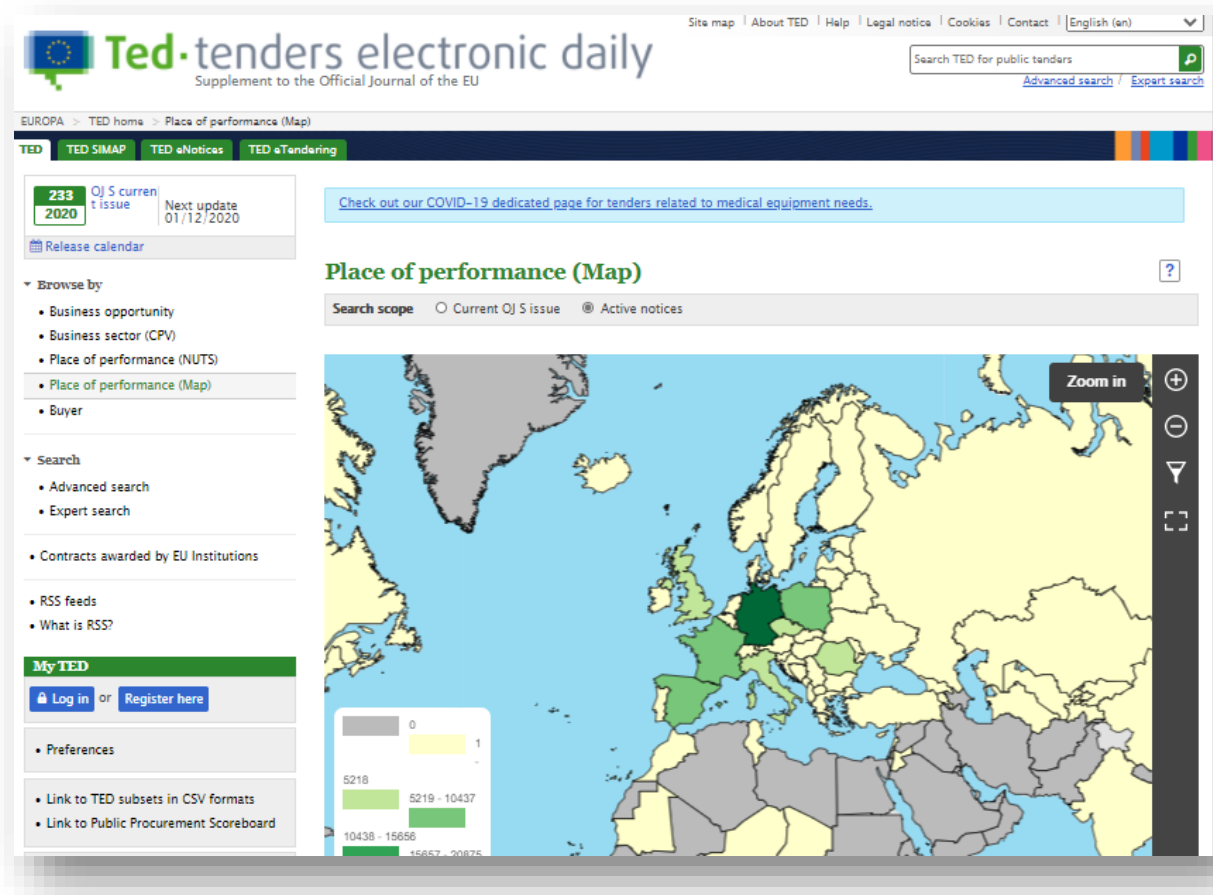 Site map | About TED | Help | Legal notice | Cookies | Contact | English (en)
Ted· tenders electronic daily
Supplement to the Official Journal of the EU
Search TED for public tenders
Advanced search / Expert search
EUROPA > TED home > Place of performance (Map)
TED TED SIMAP TED eNotices TED eTendering
233
2020
OJ S curren
t issue
Next update
01/12/2020
Release calendar
Check out our COVID-19 dedicated page for tenders related to medical equipment needs.
Place of performance (Map)
?
Search scope Current OJ S issue Active notices
Browse by
• Business opportunity
• Business sector (CPV)
• Place of performance (NUTS)
• Place of performance (Map)
• Buyer
Search
• Advanced search
• Expert search
• Contracts awarded by EU Institutions
• RSS feeds
• What is RSS?
My TED
Log in or Register here
• Preferences
• Link to TED subsets in CSV formats
• Link to Public Procurement Scoreboard
Zoom in
0
1
-
5218
5219 - 10437
10438 - 15656
15657 - 20875